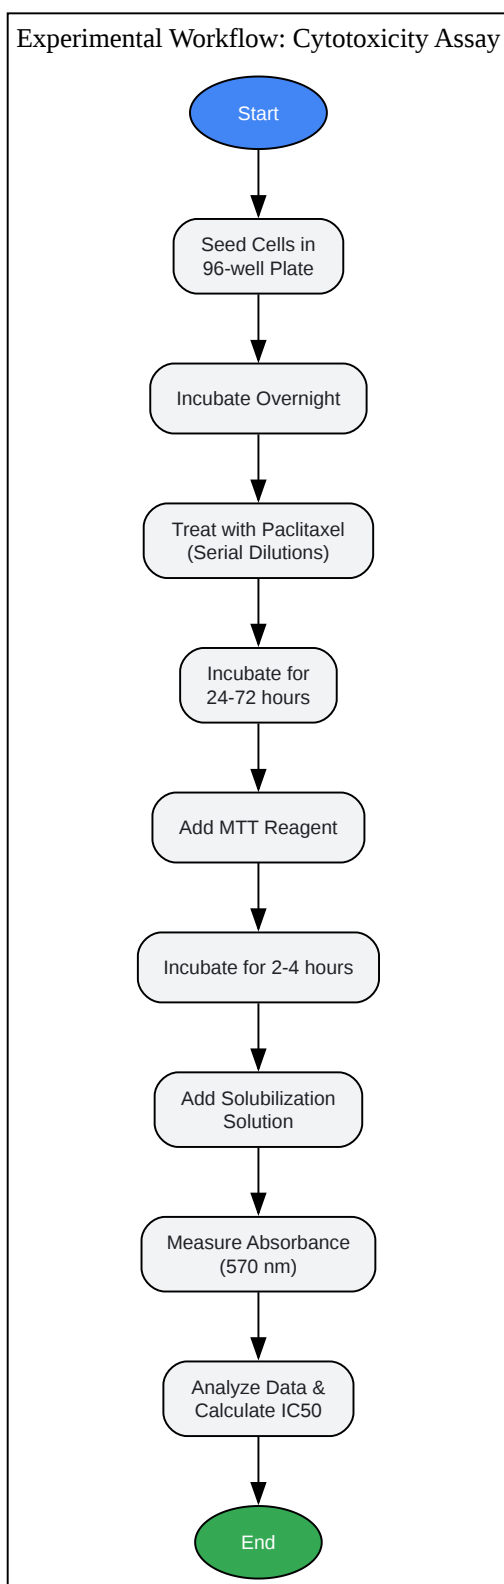 Experimental Workflow: Cytotoxicity Assay
Start
Seed Cells in
96-well Plate
Incubate Overnight
Treat with Paclitaxel
(Serial Dilutions)
Incubate for
24-72 hours
Add MTT Reagent
Incubate for 2-4 hours
Add Solubilization
Solution
Measure Absorbance
(570 nm)
Analyze Data &
Calculate IC50
End